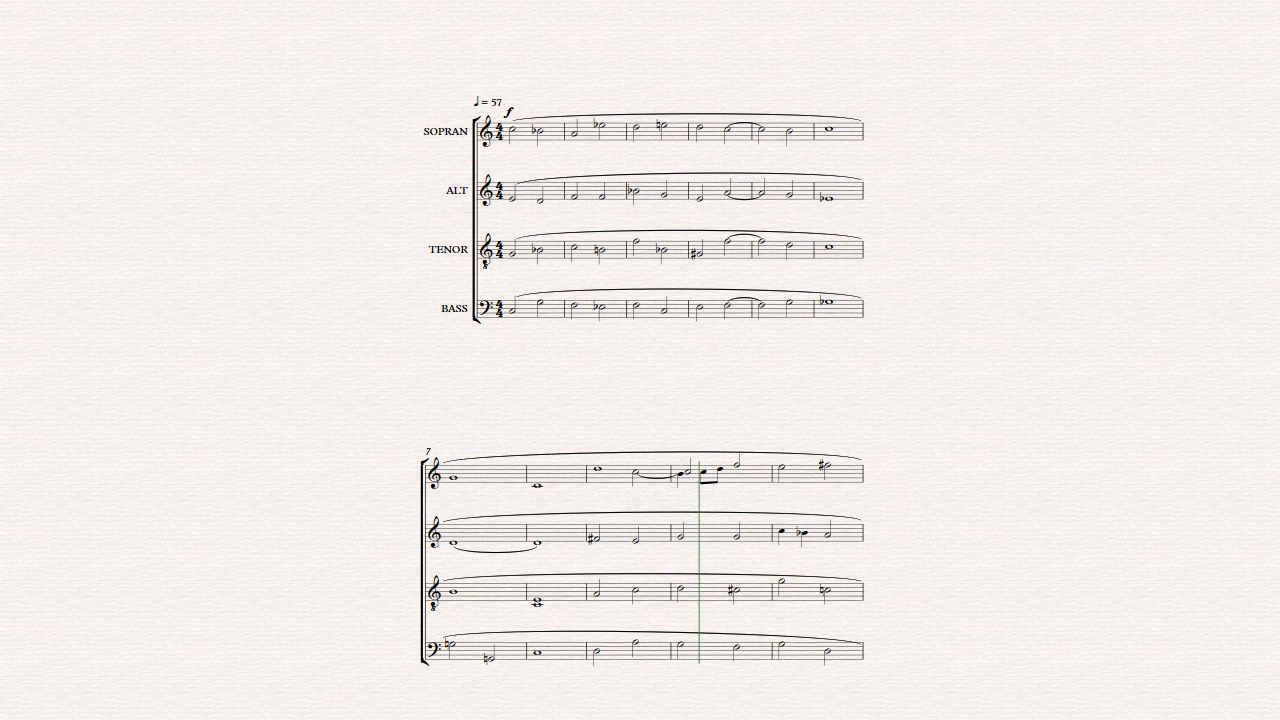 ♩= 57
f
SOPRAN
ALT
TENOR
BASS
7